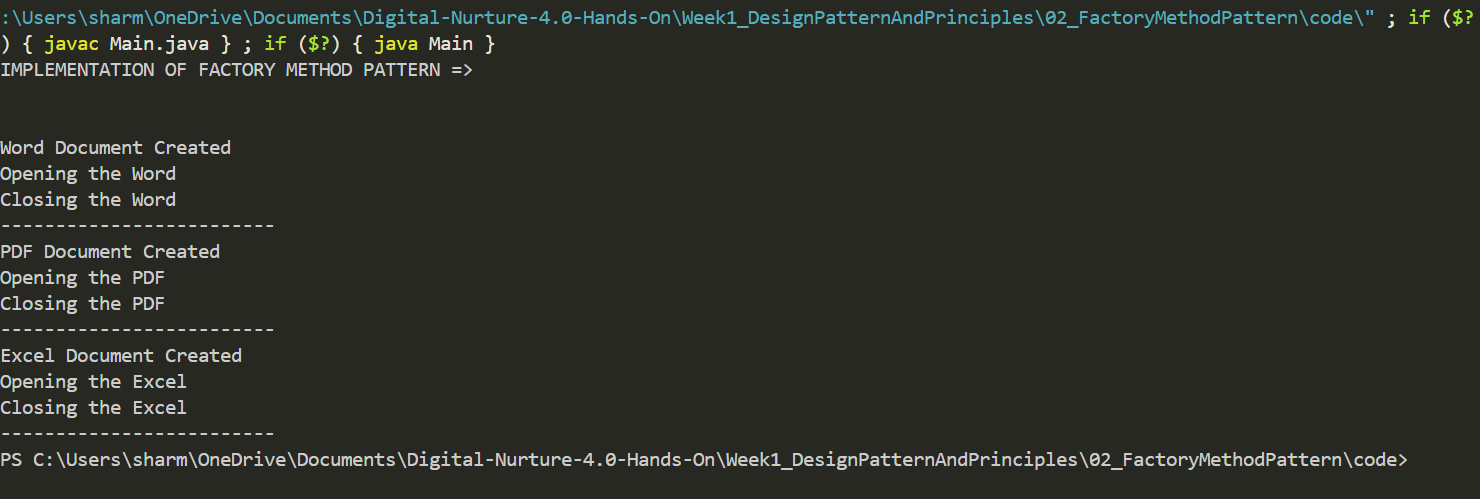 :\Users\sharm\OneDrive\Documents\Digital-Nurture-4.0-Hands-On\Week1_DesignPatternAndPrinciples\02_FactoryMethodPattern\code\" ; if ($?
) { javac Main.java } ; if ($?) { java Main }
IMPLEMENTATION OF FACTORY METHOD PATTERN =>
Word Document Created
Opening the Word
Closing the Word
-------------------------
PDF Document Created
Opening the PDF
Closing the PDF
-------------------------
Excel Document Created
Opening the Excel
Closing the Excel
-------------------------
PS C:\Users\sharm\OneDrive\Documents\Digital-Nurture-4.0-Hands-On\Week1_DesignPatternAndPrinciples\02_FactoryMethodPattern\code>